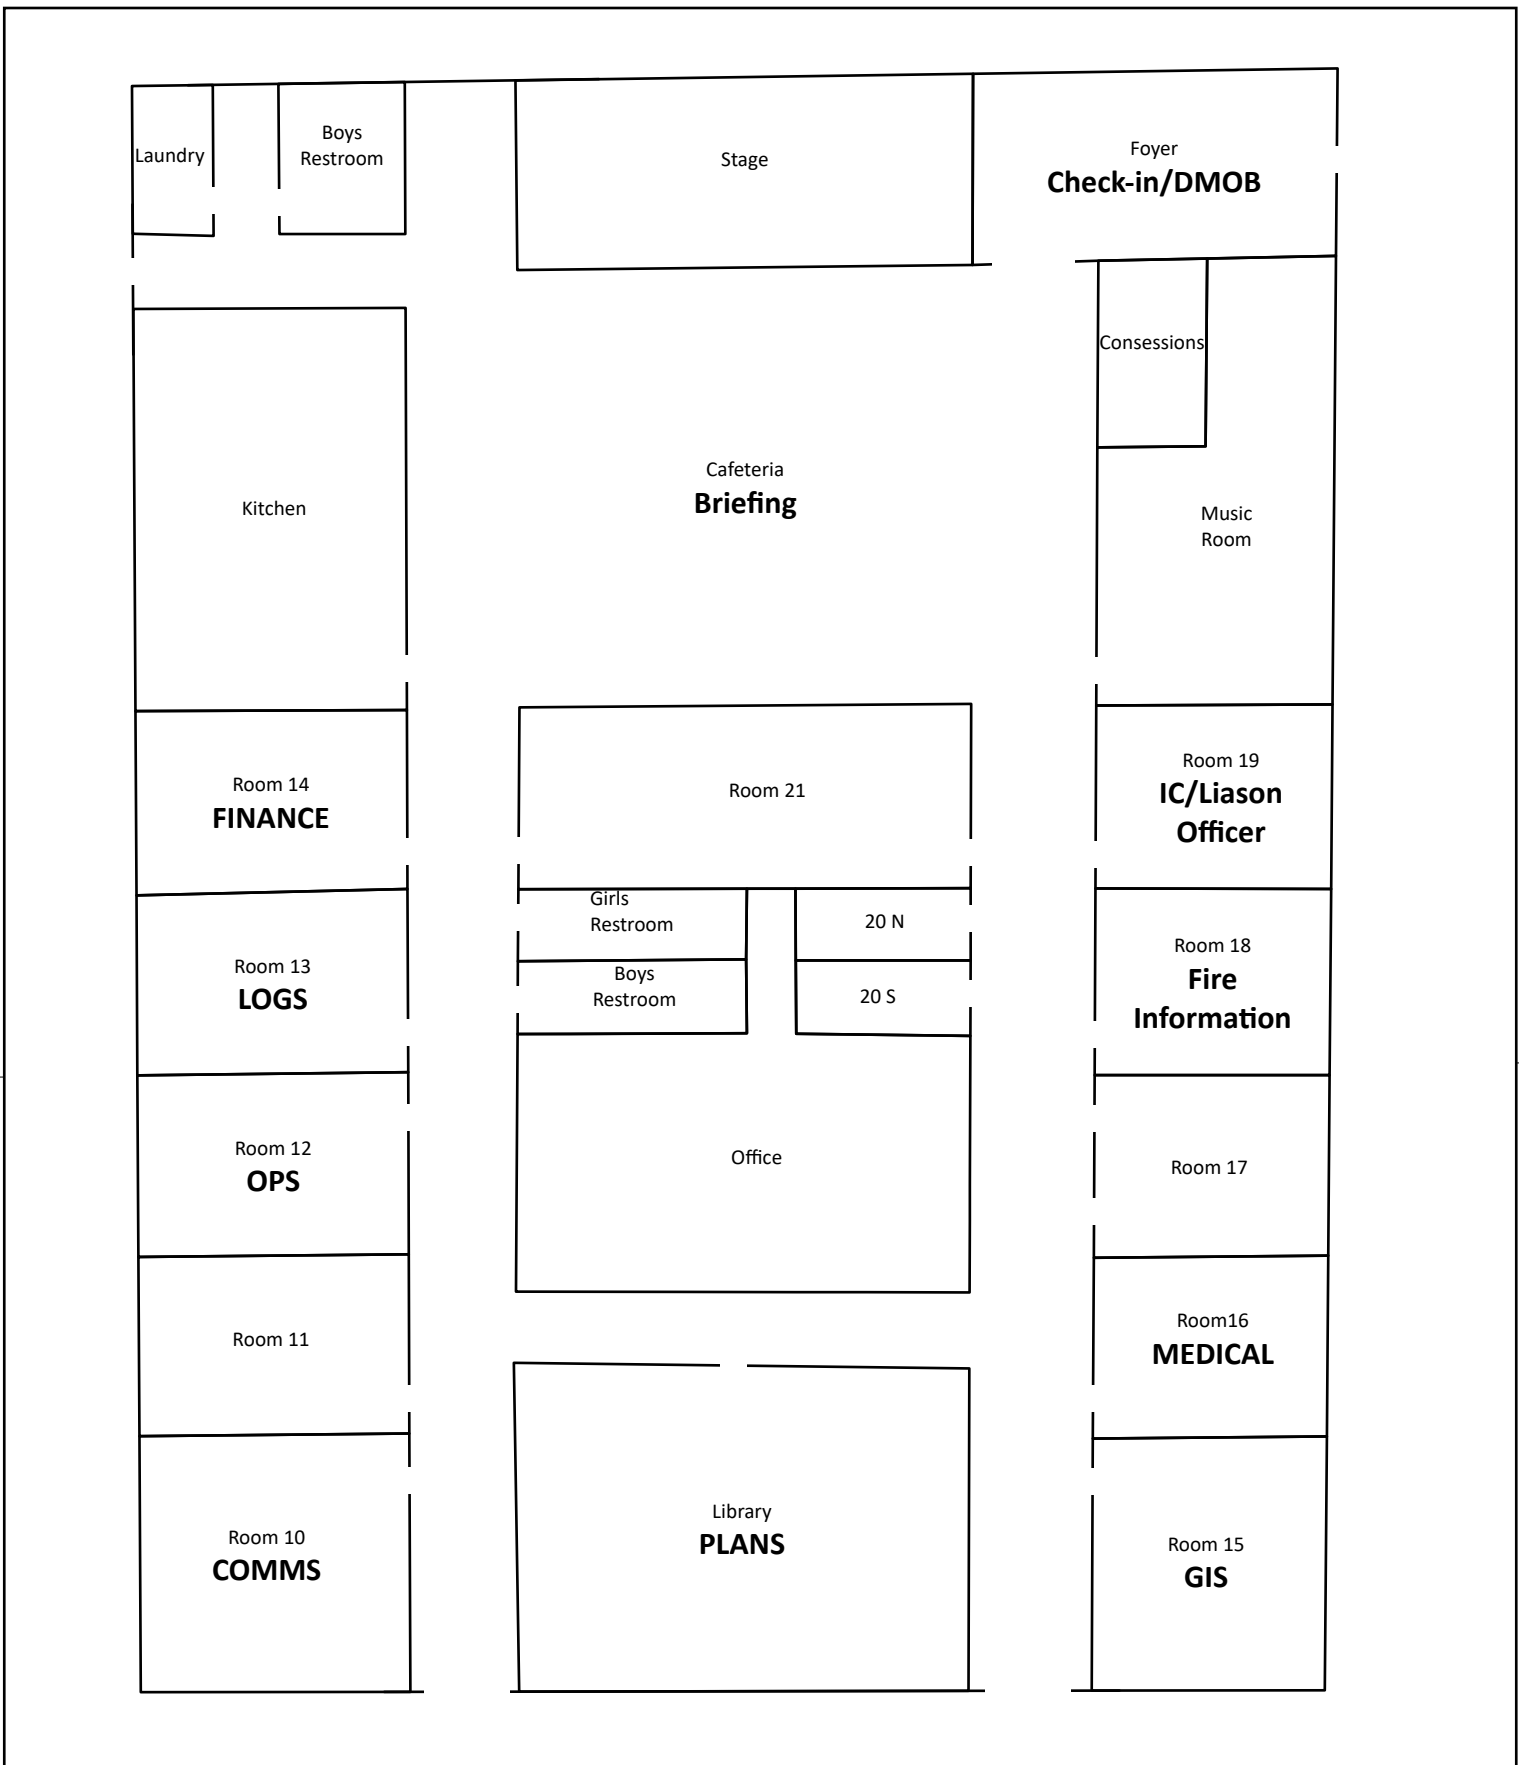 Laundry
Boys
Restroom
Stage
Foyer
Check-in/DMOB
Consessions
Cafeteria
Briefing
Kitchen
Music
Room
Room 14
FINANCE
Room 21
Room 19
IC/Liason
Officer
Girls
Restroom
20 N
Room 13
LOGS
Boys
Restroom
20 S
Room 18
Fire
Information
Room 12
OPS
Office
Room 17
Room 11
Room16
MEDICAL
Room 10
COMMS
Library
PLANS
Room 15
GIS